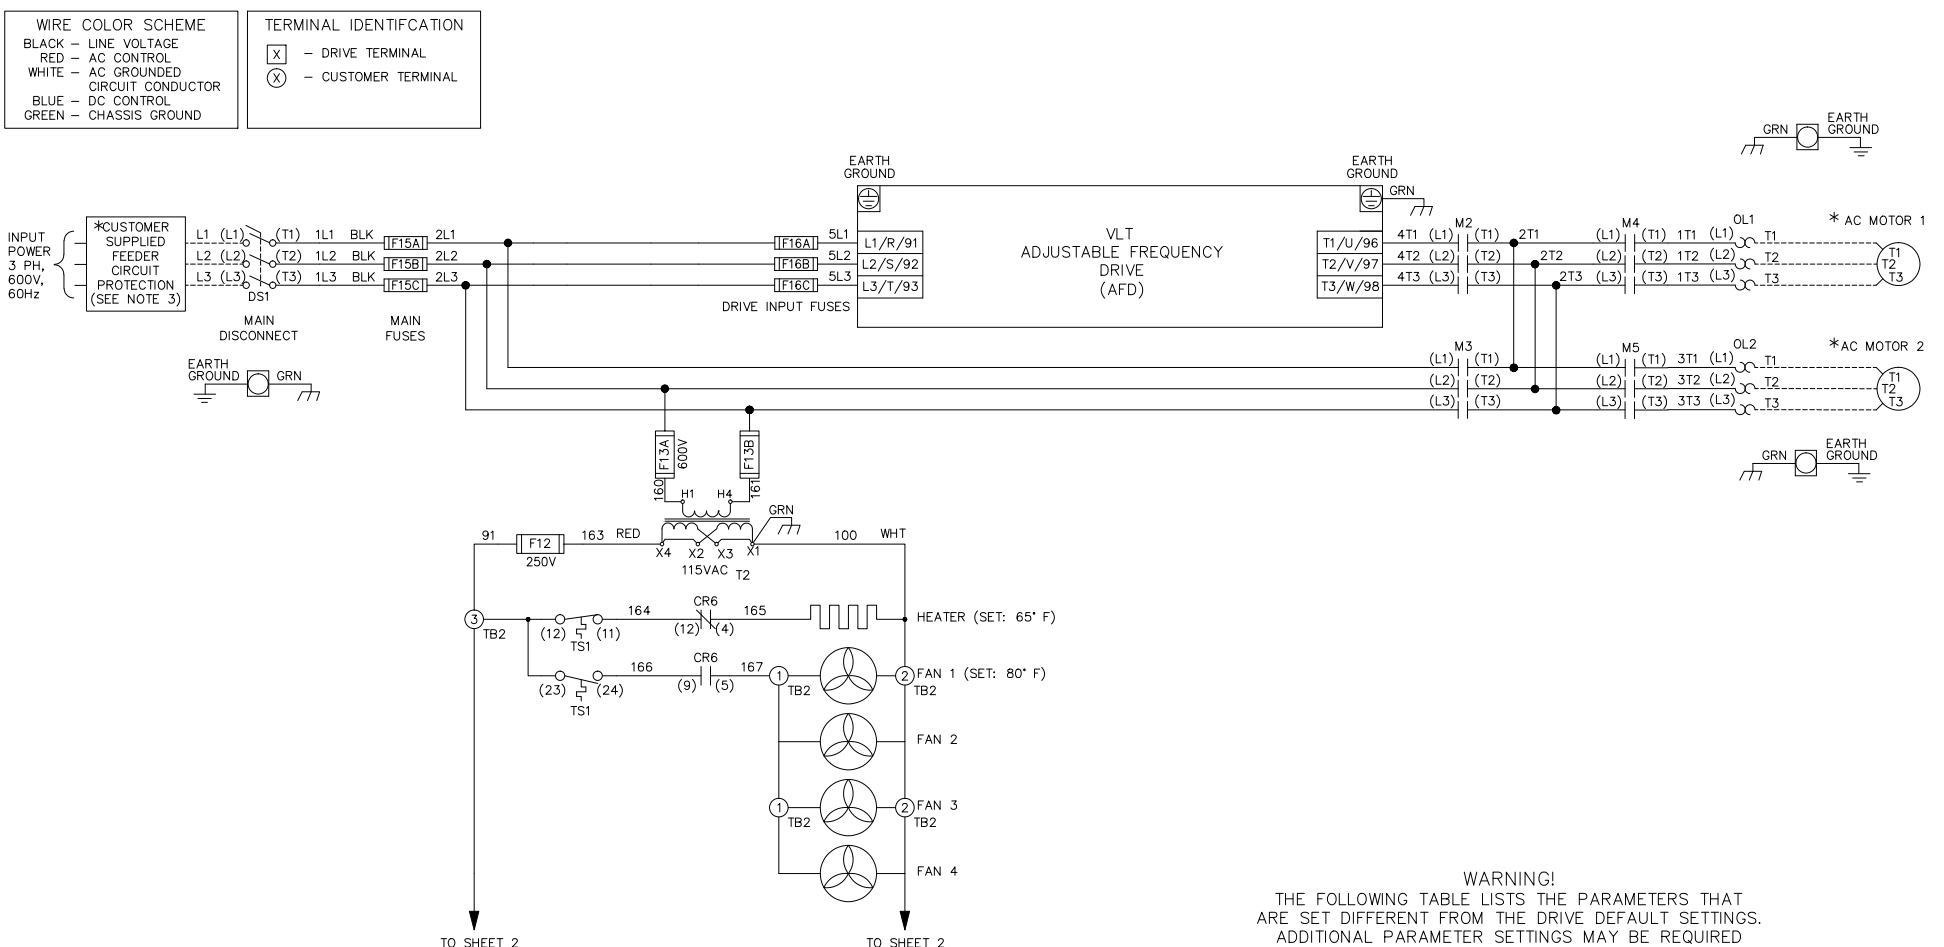 WIRE COLOR SCHEME
BLACK – LINE VOLTAGE
RED – AC CONTROL
WHITE – AC GROUNDED
CIRCUIT CONDUCTOR
BLUE – DC CONTROL
GREEN – CHASSIS GROUND
TERMINAL IDENTIFCATION
X – DRIVE TERMINAL
X – CUSTOMER TERMINAL
GRN
EARTH
GROUND
INPUT
POWER
3 PH,
600V,
60Hz
*CUSTOMER
SUPPLIED
FEEDER
CIRCUIT
PROTECTION
(SEE NOTE 3)
L1 (L1) (T1) 1L1 BLK F15A 2L1
L2 (L2) (T2) 1L2 BLK F15B 2L2
L3 (L3) (T3) 1L3 BLK F15C 2L3
DS1
MAIN
DISCONNECT
MAIN
FUSES
EARTH
GROUND
GRN
F16A 5L1 L1/R/91
F16B 5L2 L2/S/92
F16C 5L3 L3/T/93
DRIVE INPUT FUSES
EARTH
GROUND
VLT
ADJUSTABLE FREQUENCY
DRIVE
(AFD)
EARTH
GROUND
GRN
M2 M4 OL1
T1/U/96 4T1 (L1) (T1) 2T1 (L1) (T1) 1T1 (L1) T1
T2/V/97 4T2 (L2) (T2) 2T2 (L2) (T2) 1T2 (L2) T2
T3/W/98 4T3 (L3) (T3) 2T3 (L3) (T3) 1T3 (L3) T3
* AC MOTOR 1
T1
T2
T3
M3 M5 OL2
(L1) (T1) (L1) (T1) 3T1 (L1) T1
(L2) (T2) (L2) (T2) 3T2 (L2) T2
(L3) (T3) (L3) (T3) 3T3 (L3) T3
*AC MOTOR 2
T1
T2
T3
GRN
EARTH
GROUND
F13A
600V
F13B
160
161
H1 H4
GRN
91 F12 163 RED
250V
X4 X2 X3 X1
115VAC T2
100 WHT
3
TB2
(12) (11)
TS1
164
CR6
(12) (4)
165
HEATER (SET: 65° F)
(23) (24)
TS1
166
CR6
(9) (5)
167
1
TB2
2
TB2
FAN 1 (SET: 80° F)
FAN 2
1
TB2
2
TB2
FAN 3
FAN 4
TO SHEET 2
TO SHEET 2
WARNING!
THE FOLLOWING TABLE LISTS THE PARAMETERS THAT
ARE SET DIFFERENT FROM THE DRIVE DEFAULT SETTINGS.
ADDITIONAL PARAMETER SETTINGS MAY BE REQUIRED